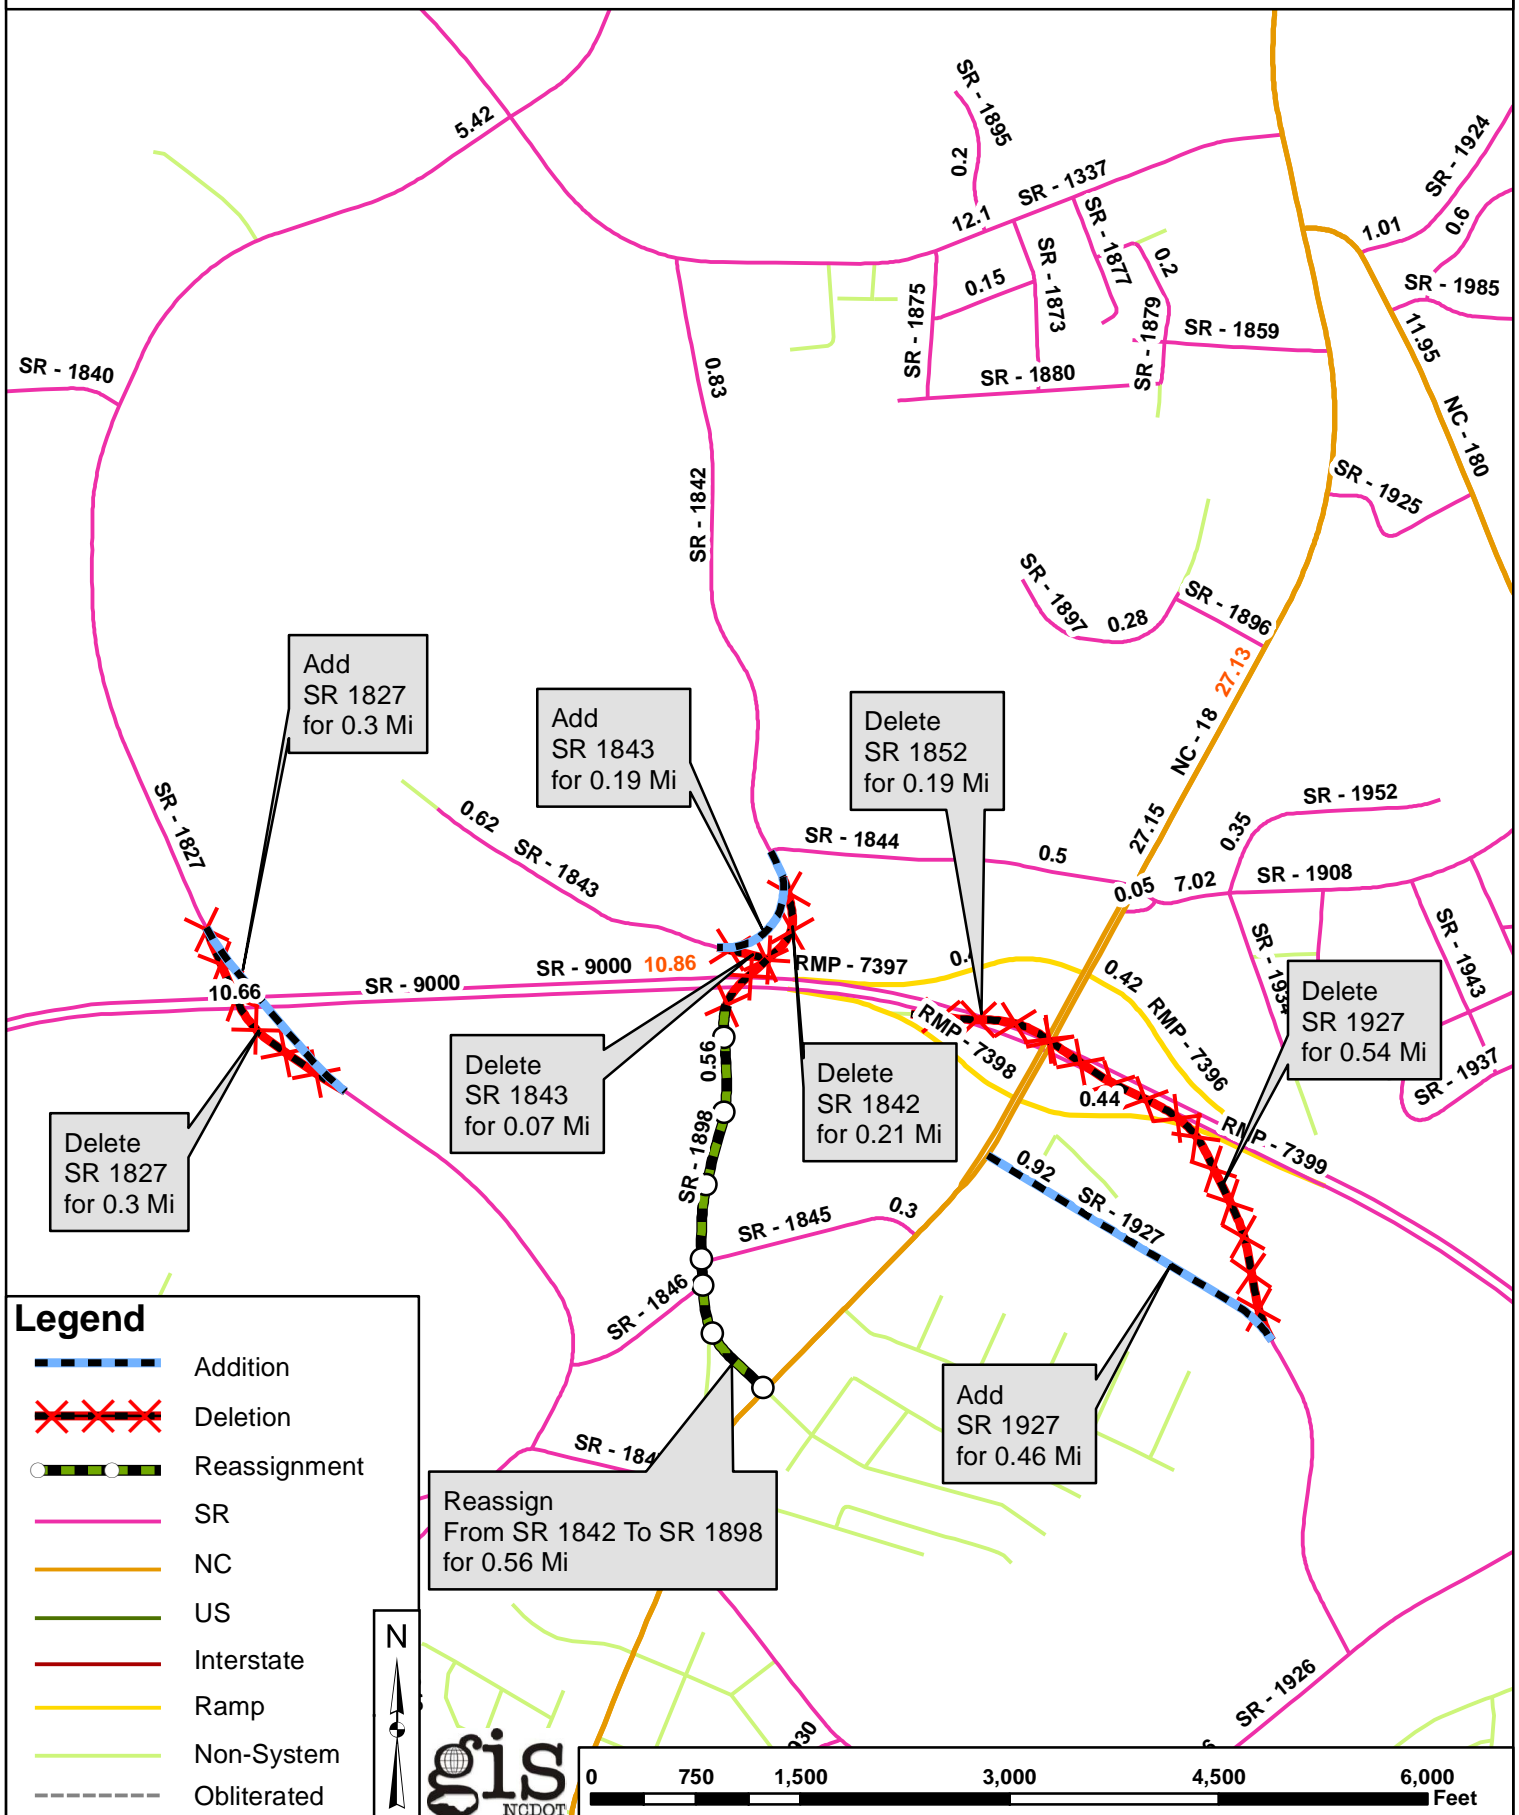 5.42
SR - 1895
0.2
SR - 1337
12.1
SR - 1924
0.6
1.01
SR - 1985
SR - 1877
0.2
SR - 1873
0.15
SR - 1875
SR - 1879
SR - 1859
SR - 1880
11.95
NC - 180
SR - 1840
0.83
SR - 1842
SR - 1925
SR - 1897
0.28
SR - 1896
27.13
NC - 18
27.15
Add
SR 1827
for 0.3 Mi
Add
SR 1843
for 0.19 Mi
Delete
SR 1852
for 0.19 Mi
SR - 1827
0.62
SR - 1843
SR - 1844
0.5
0.05
7.02
0.35
SR - 1952
SR - 1908
SR - 1934
SR - 1943
SR - 1937
10.66
SR - 9000
SR - 9000
10.86
RMP - 7397
0.42
RMP - 7396
RMP - 7398
0.44
RMP - 7399
Delete
SR 1927
for 0.54 Mi
Delete
SR 1843
for 0.07 Mi
Delete
SR 1842
for 0.21 Mi
Delete
SR 1827
for 0.3 Mi
0.56
SR - 1898
SR - 1845
0.3
SR - 1846
0.92
SR - 1927
Add
SR 1927
for 0.46 Mi
Reassign
From SR 1842 To SR 1898
for 0.56 Mi
SR - 184
SR - 1926
930
Legend
Addition
Deletion
Reassignment
SR
NC
US
Interstate
Ramp
Non-System
Obliterated
N
gis
NCDOT
0 750 1,500 3,000 4,500 6,000
Feet